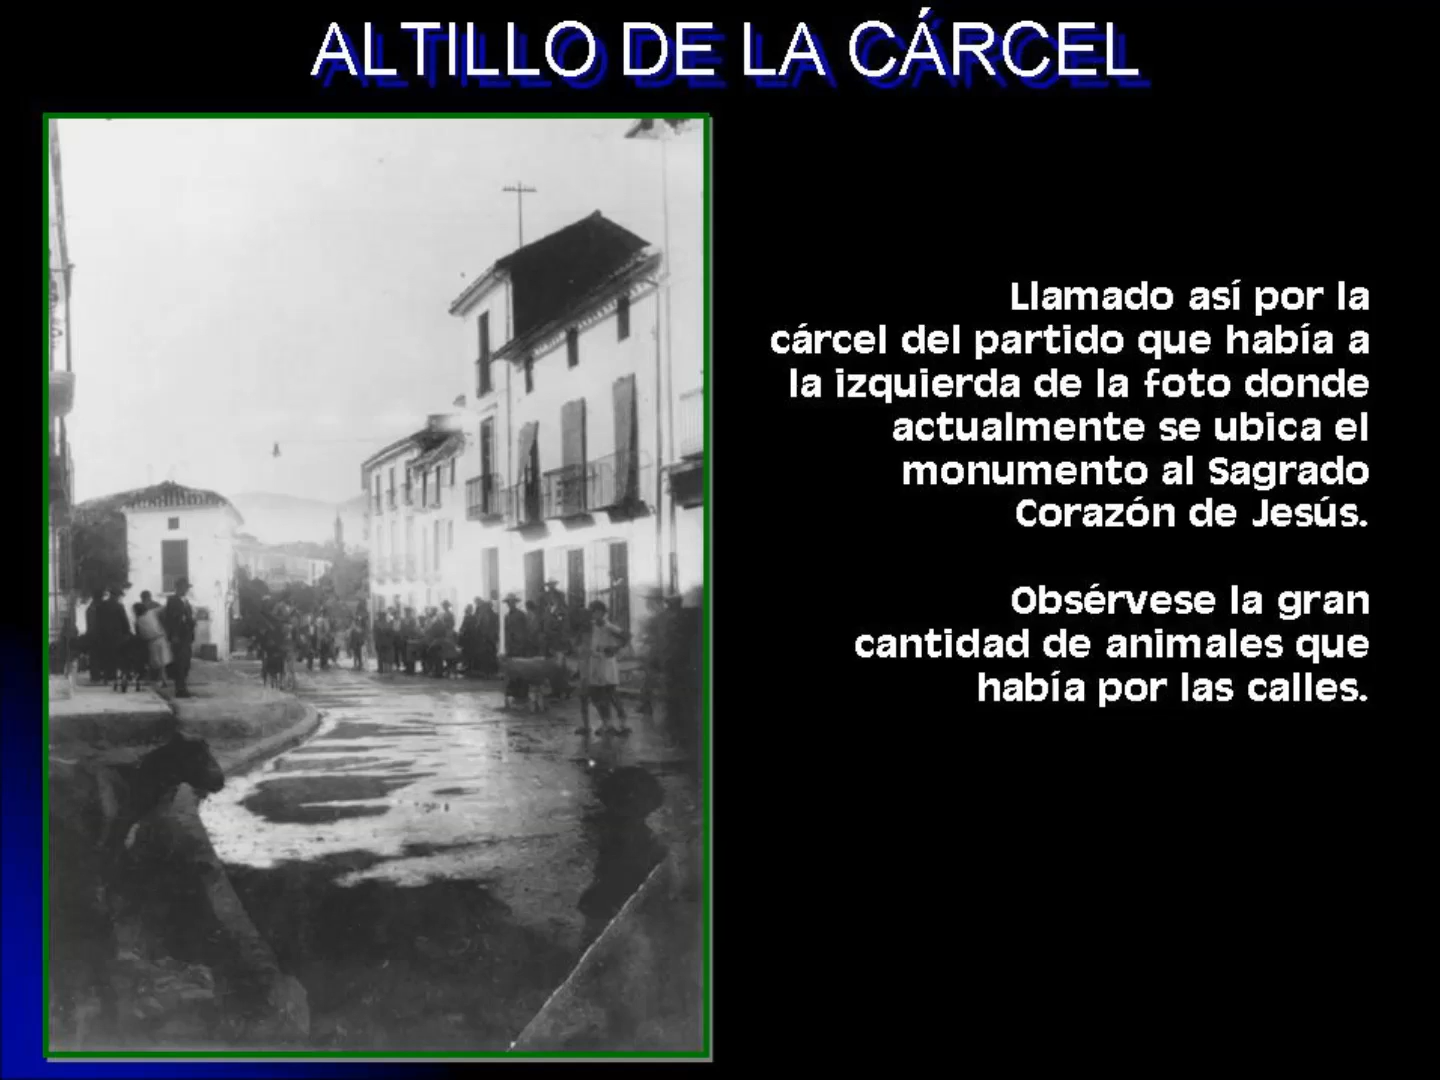 ALTILLO DE LA CÁRCEL
Llamado así por la
cárcel del partido que había a
la izquierda de la foto donde
actualmente se ubica el
monumento al Sagrado
Corazón de Jesús.
Obsérvese la gran
cantidad de animales que
había por las calles.